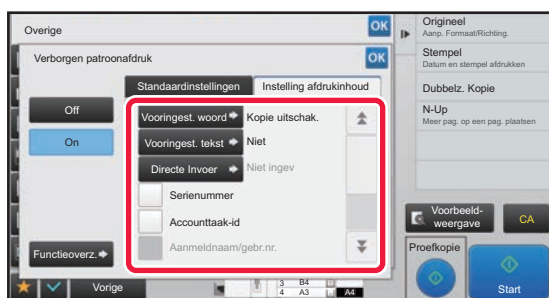 Overige
OK
Verborgen patroonafdruk
OK
Standaardinstellingen
Instelling afdrukinhoud
Off
On
Vooringest. woord
Kopie uitschak.
Vooringest. tekst
Niet
Directe Invoer
Niet ingev
Serienummer
Accounttaak-id
Aanmeldnaam/gebr.nr.
Functieoverz.
Vorige
3 B4
4 A3
A4
Origineel
Aanp. Formaat/Richting.
Stempel
Datum en stempel afdrukken
Dubbelz. Kopie
N-Up
Meer pag. op een pag. plaatsen
Voorbeeld-
weergave
CA
Proefkopie
Start